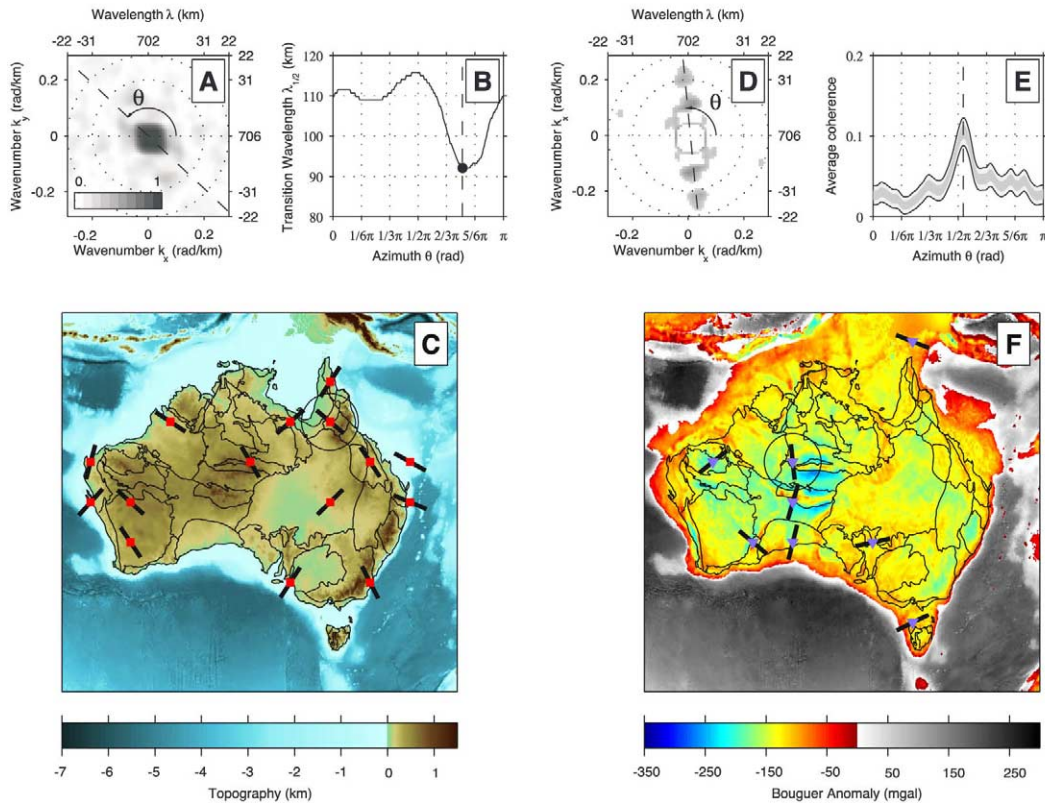 Wavelength λ (km)
-22 -31 702 31 22
A
θ
0.2
0
-0.2
22
31
706
-31
-22
0 1
-0.2 0 0.2
Wavenumber k_y (rad/km)
Wavenumber k_x (rad/km)
B
120
110
100
90
80
Transition Wavelength λ_1/2 (km)
0 1/6π 1/3π 1/2π 2/3π 5/6π π
Azimuth θ (rad)
Wavelength λ (km)
-22 -31 702 31 22
D
θ
0.2
0
-0.2
22
31
706
-31
-22
-0.2 0 0.2
Wavenumber k_x (rad/km)
Wavenumber k_x (rad/km)
E
0.2
0.1
0
Average coherence
0 1/6π 1/3π 1/2π 2/3π 5/6π π
Azimuth θ (rad)
C
-7 -6 -5 -4 -3 -2 -1 0 1
Topography (km)
F
-350 -250 -150 -50 50 150 250
Bouguer Anomaly (mgal)